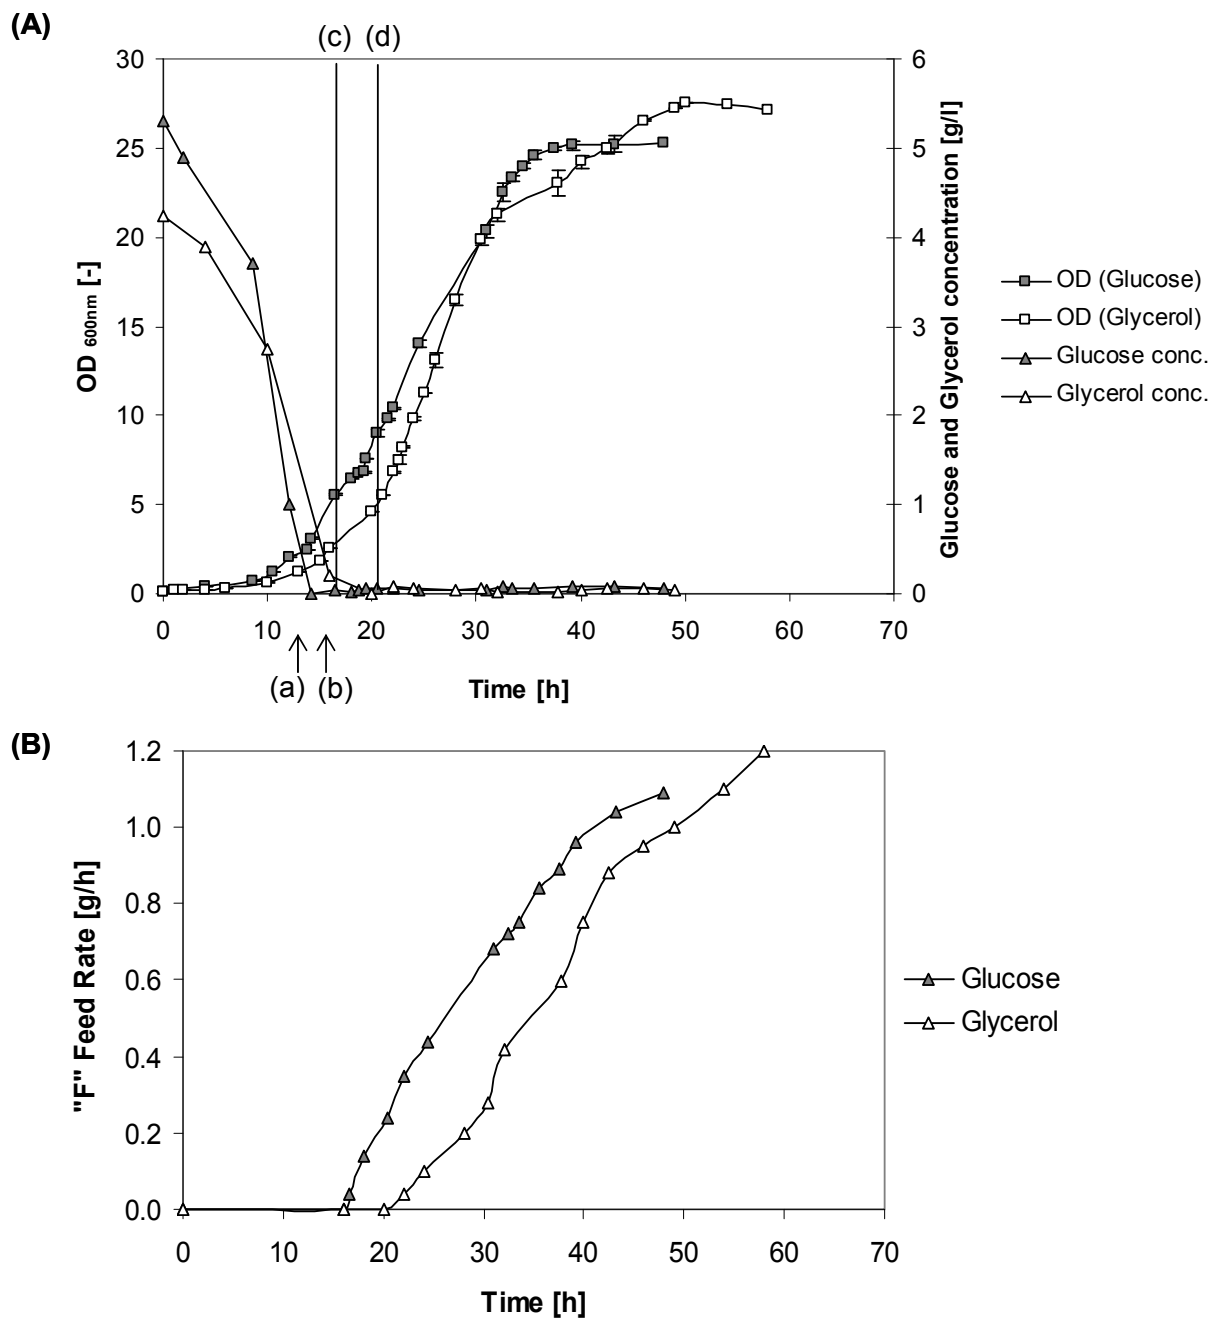 (A)
(c) (d)
30
25
20
15
10
5
0
OD 600nm [-]
6
5
4
3
2
1
0
Glucose and Glycerol concentration [g/l]
0 10 20 30 40 50 60 70
(a) (b)
Time [h]
OD (Glucose)
OD (Glycerol)
Glucose conc.
Glycerol conc.
(B)
1.2
1.0
0.8
0.6
0.4
0.2
0.0
"F" Feed Rate [g/h]
0 10 20 30 40 50 60 70
Time [h]
Glucose
Glycerol